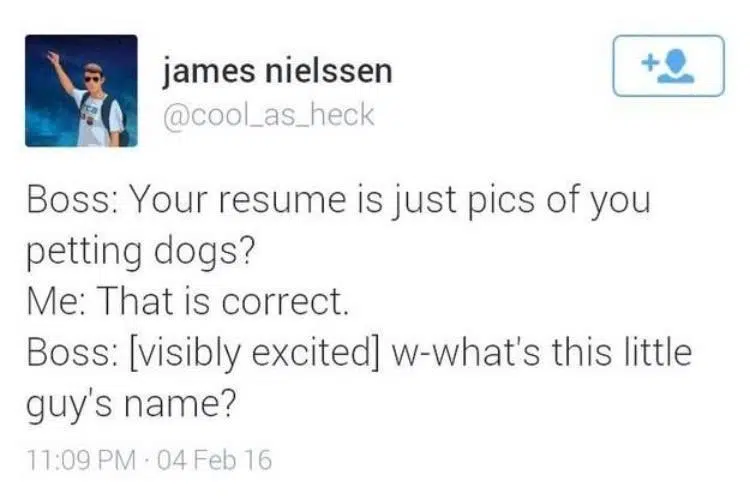 james nielssen
@cool_as_heck
Boss: Your resume is just pics of you
petting dogs?
Me: That is correct.
Boss: [visibly excited] w-what's this little
guy's name?
11:09 PM · 04 Feb 16